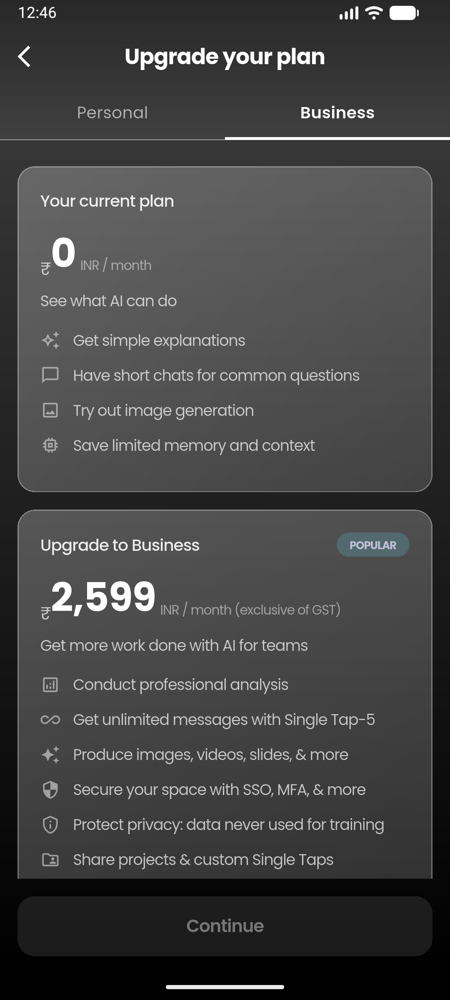 12:46
Upgrade your plan
Personal
Business
Your current plan
₹0 INR / month
See what AI can do
Get simple explanations
Have short chats for common questions
Try out image generation
Save limited memory and context
Upgrade to Business
POPULAR
₹2,599 INR / month (exclusive of GST)
Get more work done with AI for teams
Conduct professional analysis
Get unlimited messages with Single Tap-5
Produce images, videos, slides, & more
Secure your space with SSO, MFA, & more
Protect privacy: data never used for training
Share projects & custom Single Taps
Continue